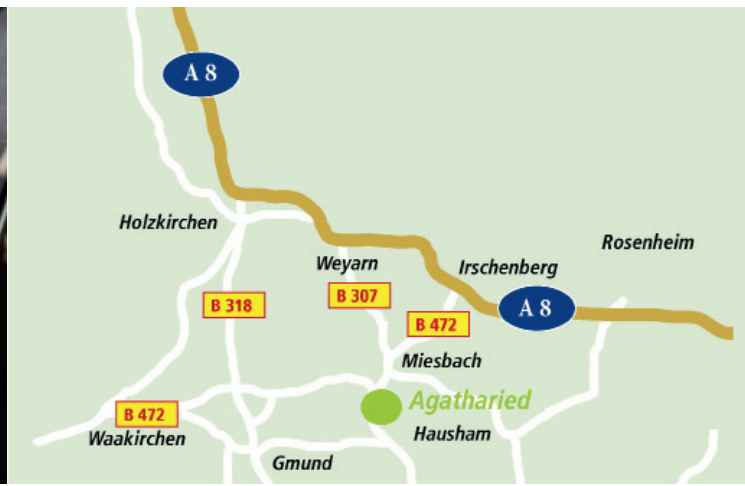 A 8
Holzkirchen
Rosenheim
Weyarn
Irschenberg
B 307
B 318
A 8
B 472
Miesbach
Agatharied
B 472
Waakirchen
Hausham
Gmund